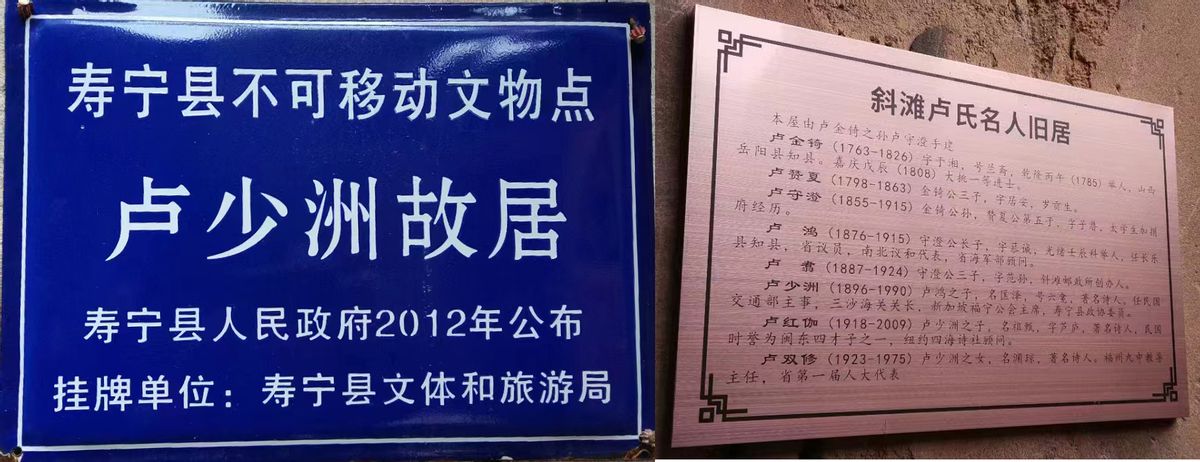 寿宁县不可移动文物点
卢少洲故居
寿宁县人民政府2012年公布
挂牌单位：寿宁县文体和旅游局
斜滩卢氏名人旧居
本屋由卢金锜之孙卢守澄手建
卢金锜（1763-1826）字于湘，号兰斋，乾隆丙午（1785）举人，山西
岳阳县知县。嘉庆戊辰（1808）大挑一等进士。
卢赞夏（1798-1863）金锜公三子，字居安，岁贡生。
卢守澄（1855-1915）金锜公孙，赞夏公第五子，字子普，太学生加捐
府经历。
卢 鸿（1876-1915）守澄公长子，字 诚，光绪壬辰科举人，任长乐
县知县，省议员，南北议和代表，省海军部顾问。
卢 翥（1887-1924）守澄公三子，字范孙，斜滩邮政所创办人。
卢少洲（1896-1990）卢鸿之子，名 泽，号六奄，著名诗人，任民国
交通部主事，三沙海关关长，新加坡福宁公会主席，寿宁县政协委员。
卢红伽（1918-2009）卢少洲之子，名祖 ，字芦庐，著名诗人，民国
时誉为闽东四才子之一，纽约四海诗社顾问。
卢双修（1923-1975）卢少洲之女，名澜琼，著名诗人。福州九中教导
主任，省第一届人大代表